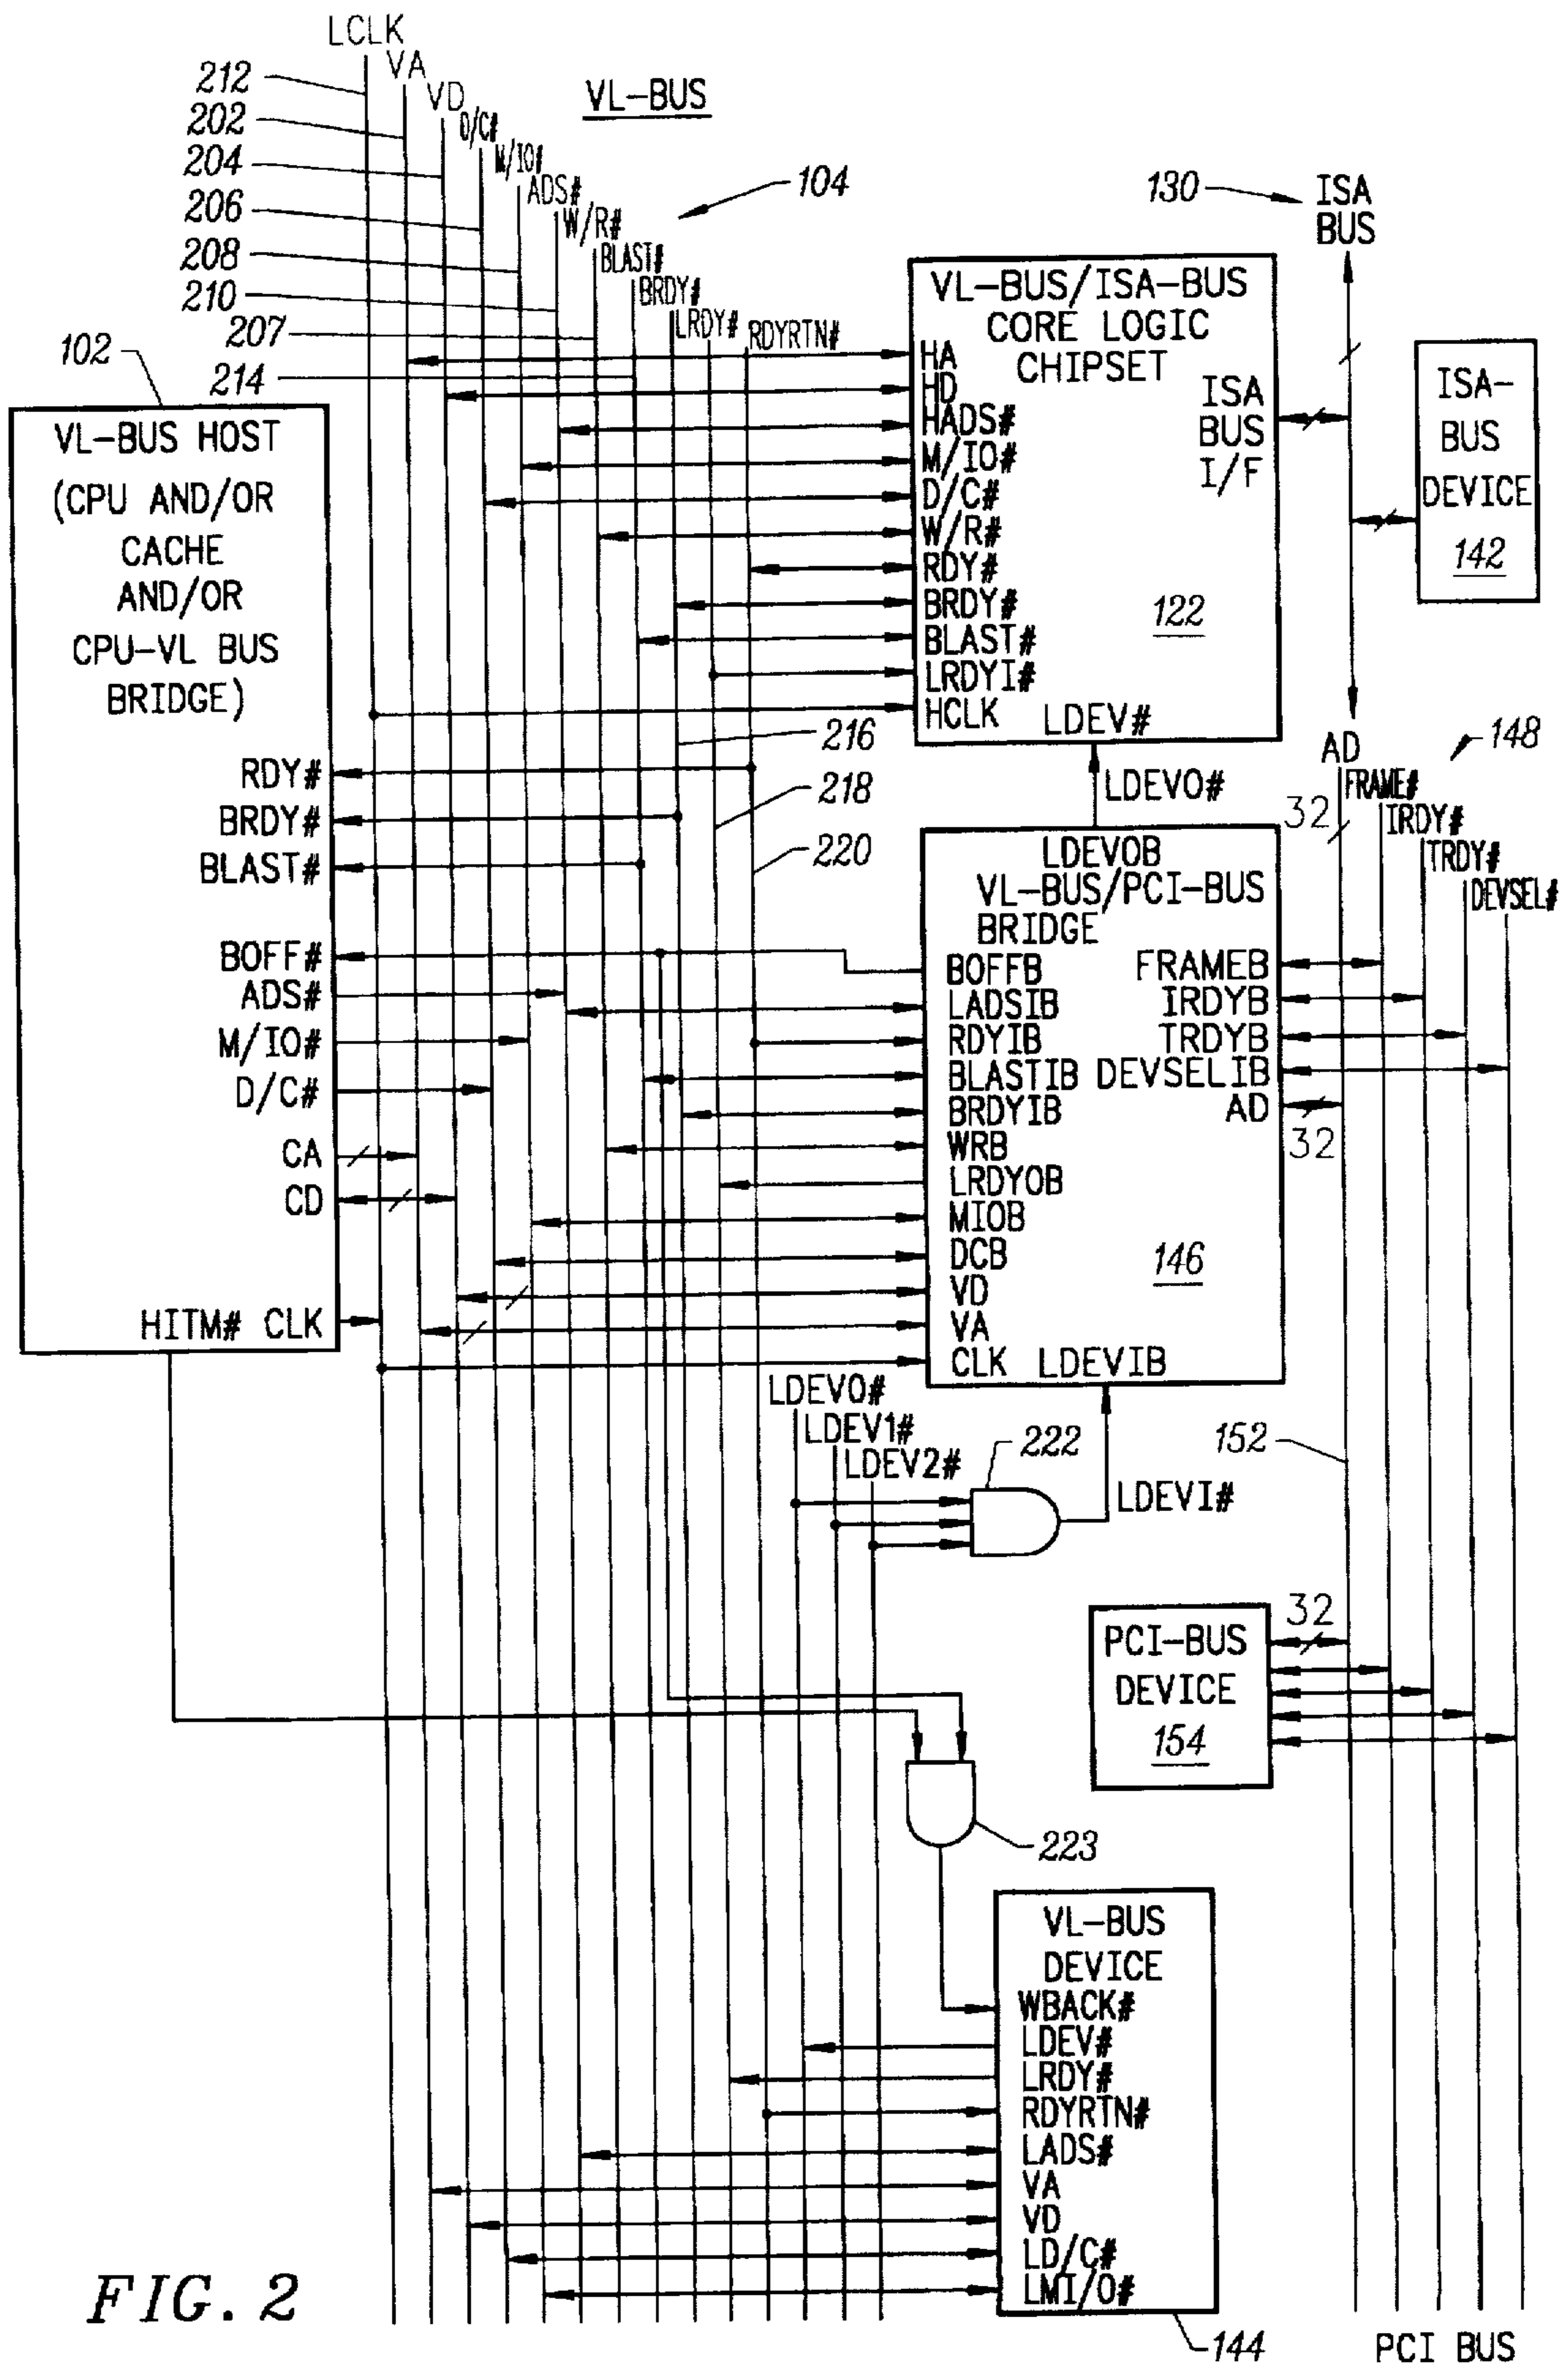 LCLK
VA
VD
D/C#
M/IO#
ADS#
W/R#
BLAST#
BRDY#
LRDY#
RDYRTN#
212
202
204
206
208
210
207
214
VL-BUS
104
130
ISA
BUS
102
VL-BUS HOST
(CPU AND/OR
CACHE
AND/OR
CPU-VL BUS
BRIDGE)
RDY#
BRDY#
BLAST#
BOFF#
ADS#
M/IO#
D/C#
CA
CD
HITM# CLK
VL-BUS/ISA-BUS
CORE LOGIC
CHIPSET
HA
HD
HADS#
M/IO#
D/C#
W/R#
RDY#
BRDY#
BLAST#
LRDYI#
HCLK
LDEV#
ISA
BUS
I/F
122
ISA-
BUS
DEVICE
142
216
218
220
LDEVO#
AD
FRAME#
IRDY#
TRDY#
DEVSEL#
148
32
LDEVOB
VL-BUS/PCI-BUS
BRIDGE
BOFFB
LADSIB
RDYIB
BLASTIB
BRDYIB
WRB
LRDYOB
MIOB
DCB
VD
VA
CLK
LDEVIB
FRAMEB
IRDYB
TRDYB
DEVSELIB
AD
32
146
LDEV0#
LDEV1#
LDEV2#
222
LDEVI#
152
32
PCI-BUS
DEVICE
154
223
VL-BUS
DEVICE
WBACK#
LDEV#
LRDY#
RDYRTN#
LADS#
VA
VD
LD/C#
LMI/O#
144
PCI BUS
FIG. 2